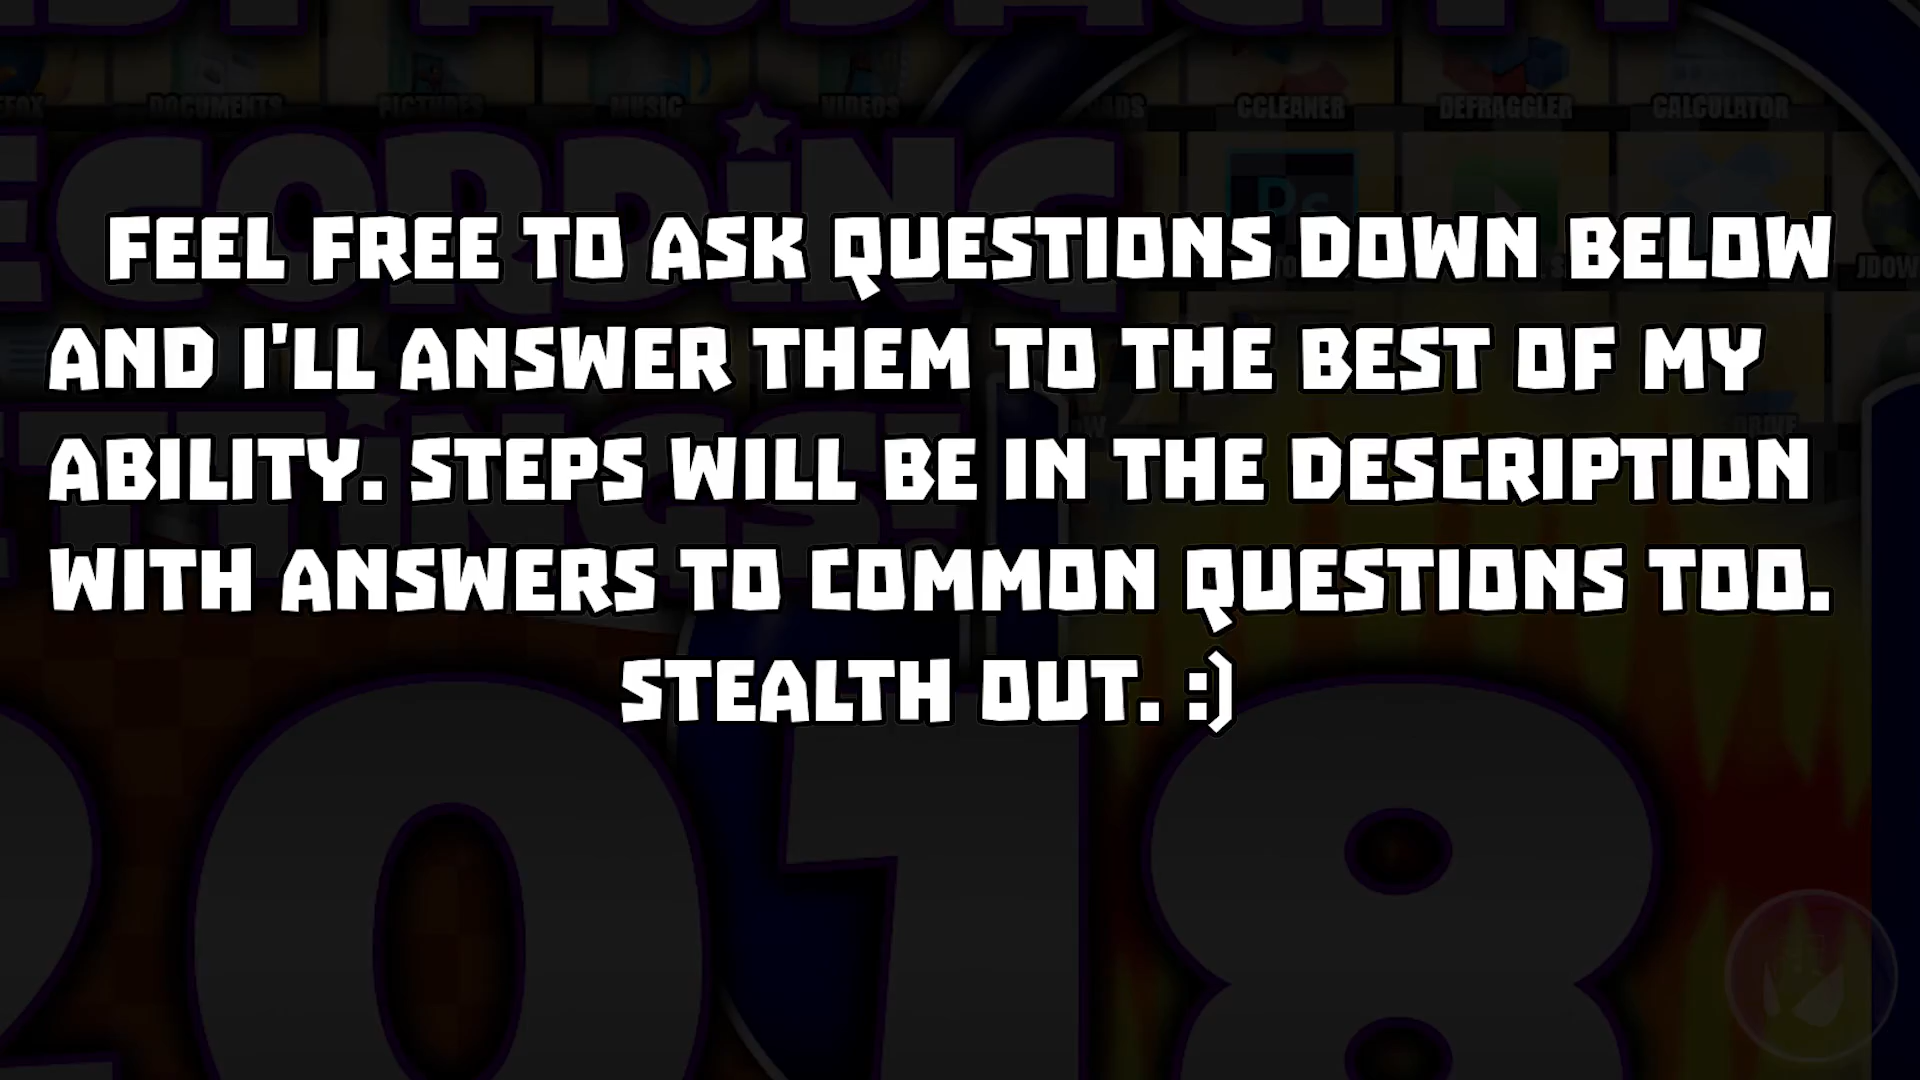 AUDACITY
DOCUMENTS PICTURES MUSIC VIDEOS CCLEANER DEFRAGGLER CALCULATOR
FEEL FREE TO ASK QUESTIONS DOWN BELOW
AND I'LL ANSWER THEM TO THE BEST OF MY
ABILITY. STEPS WILL BE IN THE DESCRIPTION
WITH ANSWERS TO COMMON QUESTIONS TOO.
STEALTH OUT. :)
2018